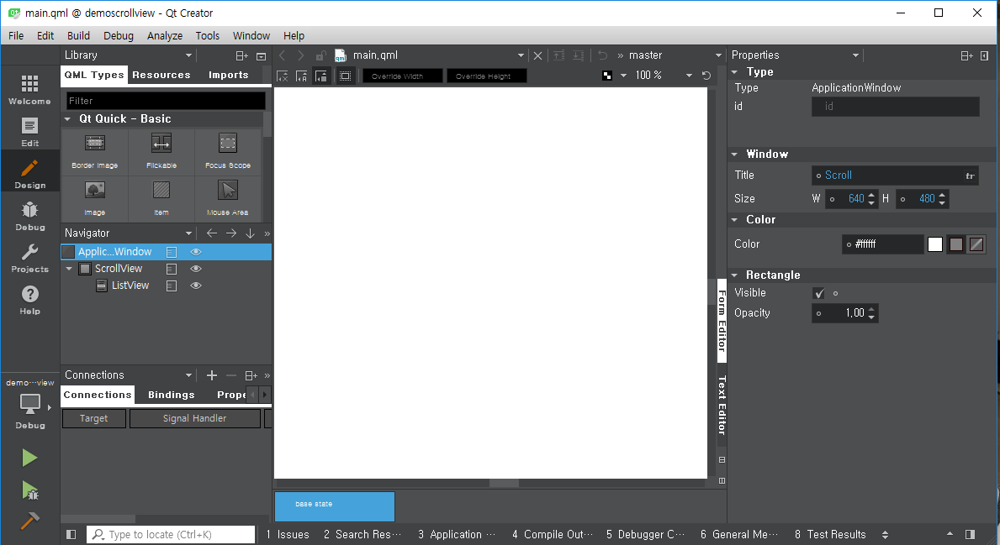 main.qml @ demoscrollview - Qt Creator
File Edit Build Debug Analyze Tools Window Help
Library
main.qml
master
Properties
QML Types Resources Imports
Override Width Override Height
100 %
Type
Type ApplicationWindow
id id
Welcome
Filter
Qt Quick - Basic
Edit
Border Image Flickable Focus Scope
Window
Title Scroll tr
Design
Size W 640 H 480
Image Item Mouse Area
Color
Debug
Navigator
Color #ffffff
Applic...Window
ScrollView
ListView
Projects
Rectangle
Visible
Help
Opacity 1,00
Form Editor
Text Editor
Connections
demo···view
Connections Bindings Prope
Target Signal Handler
Debug
base state
Type to locate (Ctrl+K)
1 Issues 2 Search Res··· 3 Application ··· 4 Compile Out··· 5 Debugger C··· 6 General Me··· 8 Test Results